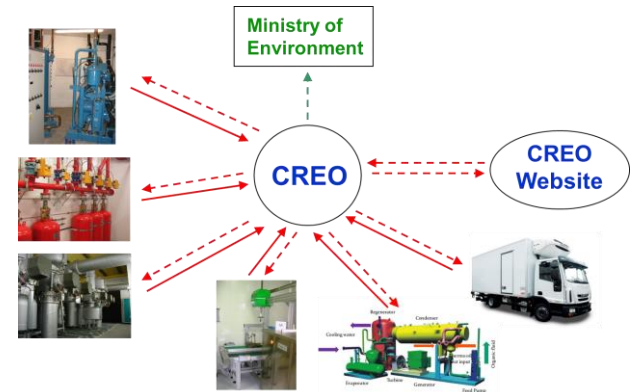 Ministry of
Environment
CREO
CREO
Website
Regenerator
Condenser
Cooling water
Organic fluid
Evaporator
Turbine
Generator
Feed Pump